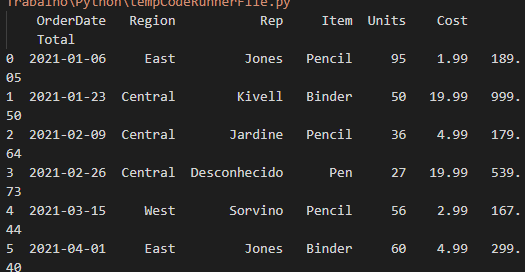 Trabalho\Python\tempCodeRunnerFile.py
OrderDate Region Rep Item Units Cost
Total
0 2021-01-06 East Jones Pencil 95 1.99 189.
05
1 2021-01-23 Central Kivell Binder 50 19.99 999.
50
2 2021-02-09 Central Jardine Pencil 36 4.99 179.
64
3 2021-02-26 Central Desconhecido Pen 27 19.99 539.
73
4 2021-03-15 West Sorvino Pencil 56 2.99 167.
44
5 2021-04-01 East Jones Binder 60 4.99 299.
40